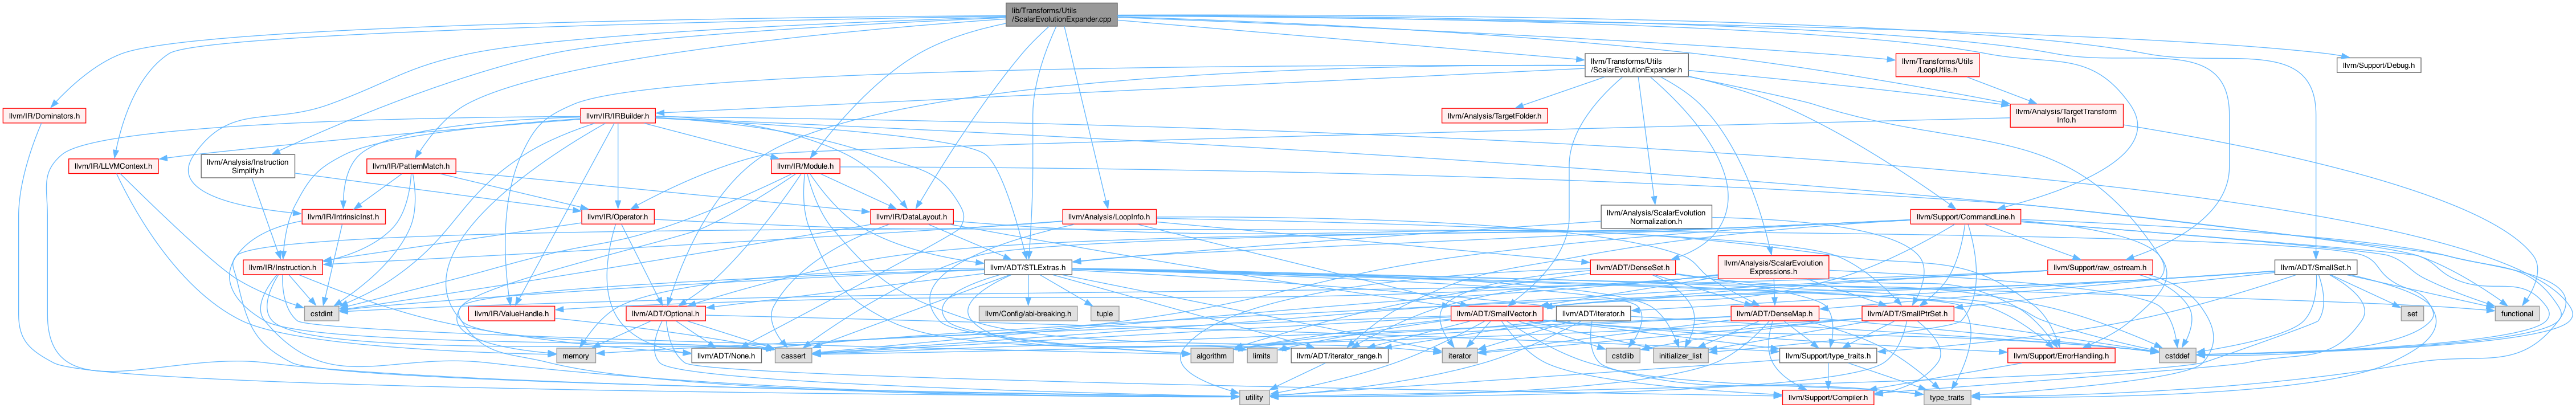 lib/Transforms/Utils
/ScalarEvolutionExpander.cpp
llvm/Transforms/Utils
/ScalarEvolutionExpander.h
llvm/Transforms/Utils
/LoopUtils.h
llvm/Support/Debug.h
llvm/IR/Dominators.h
llvm/IR/IRBuilder.h
llvm/Analysis/TargetFolder.h
llvm/Analysis/TargetTransform
Info.h
llvm/IR/LLVMContext.h
llvm/Analysis/Instruction
Simplify.h
llvm/IR/PatternMatch.h
llvm/IR/Module.h
llvm/IR/IntrinsicInst.h
llvm/IR/Operator.h
llvm/IR/DataLayout.h
llvm/Analysis/LoopInfo.h
llvm/Analysis/ScalarEvolution
Normalization.h
llvm/Support/CommandLine.h
llvm/IR/Instruction.h
llvm/ADT/STLExtras.h
llvm/ADT/DenseSet.h
llvm/Analysis/ScalarEvolution
Expressions.h
llvm/Support/raw_ostream.h
llvm/ADT/SmallSet.h
cstdint
llvm/IR/ValueHandle.h
llvm/ADT/Optional.h
llvm/Config/abi-breaking.h
tuple
llvm/ADT/SmallVector.h
llvm/ADT/iterator.h
llvm/ADT/DenseMap.h
llvm/ADT/SmallPtrSet.h
set
functional
memory
llvm/ADT/None.h
cassert
algorithm
limits
llvm/ADT/iterator_range.h
iterator
cstdlib
initializer_list
llvm/Support/type_traits.h
llvm/Support/ErrorHandling.h
cstddef
utility
llvm/Support/Compiler.h
type_traits